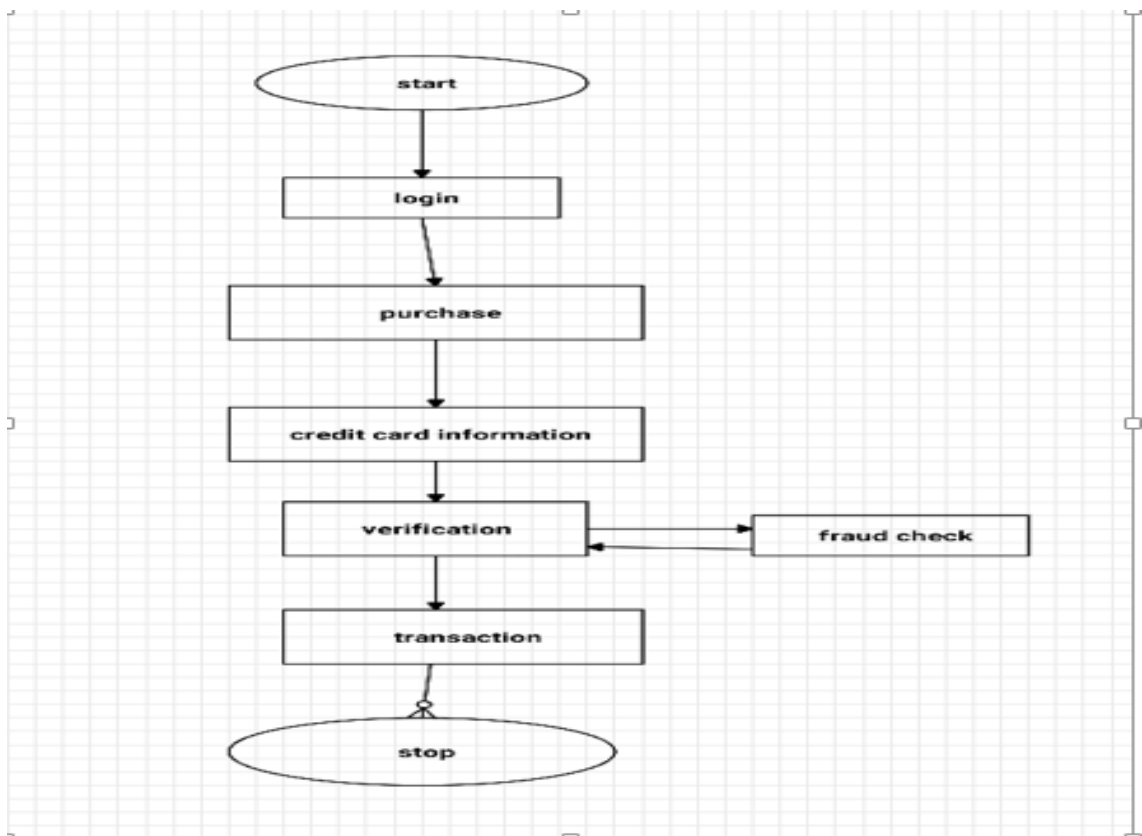 start
login
purchase
credit card information
verification
fraud check
transaction
stop